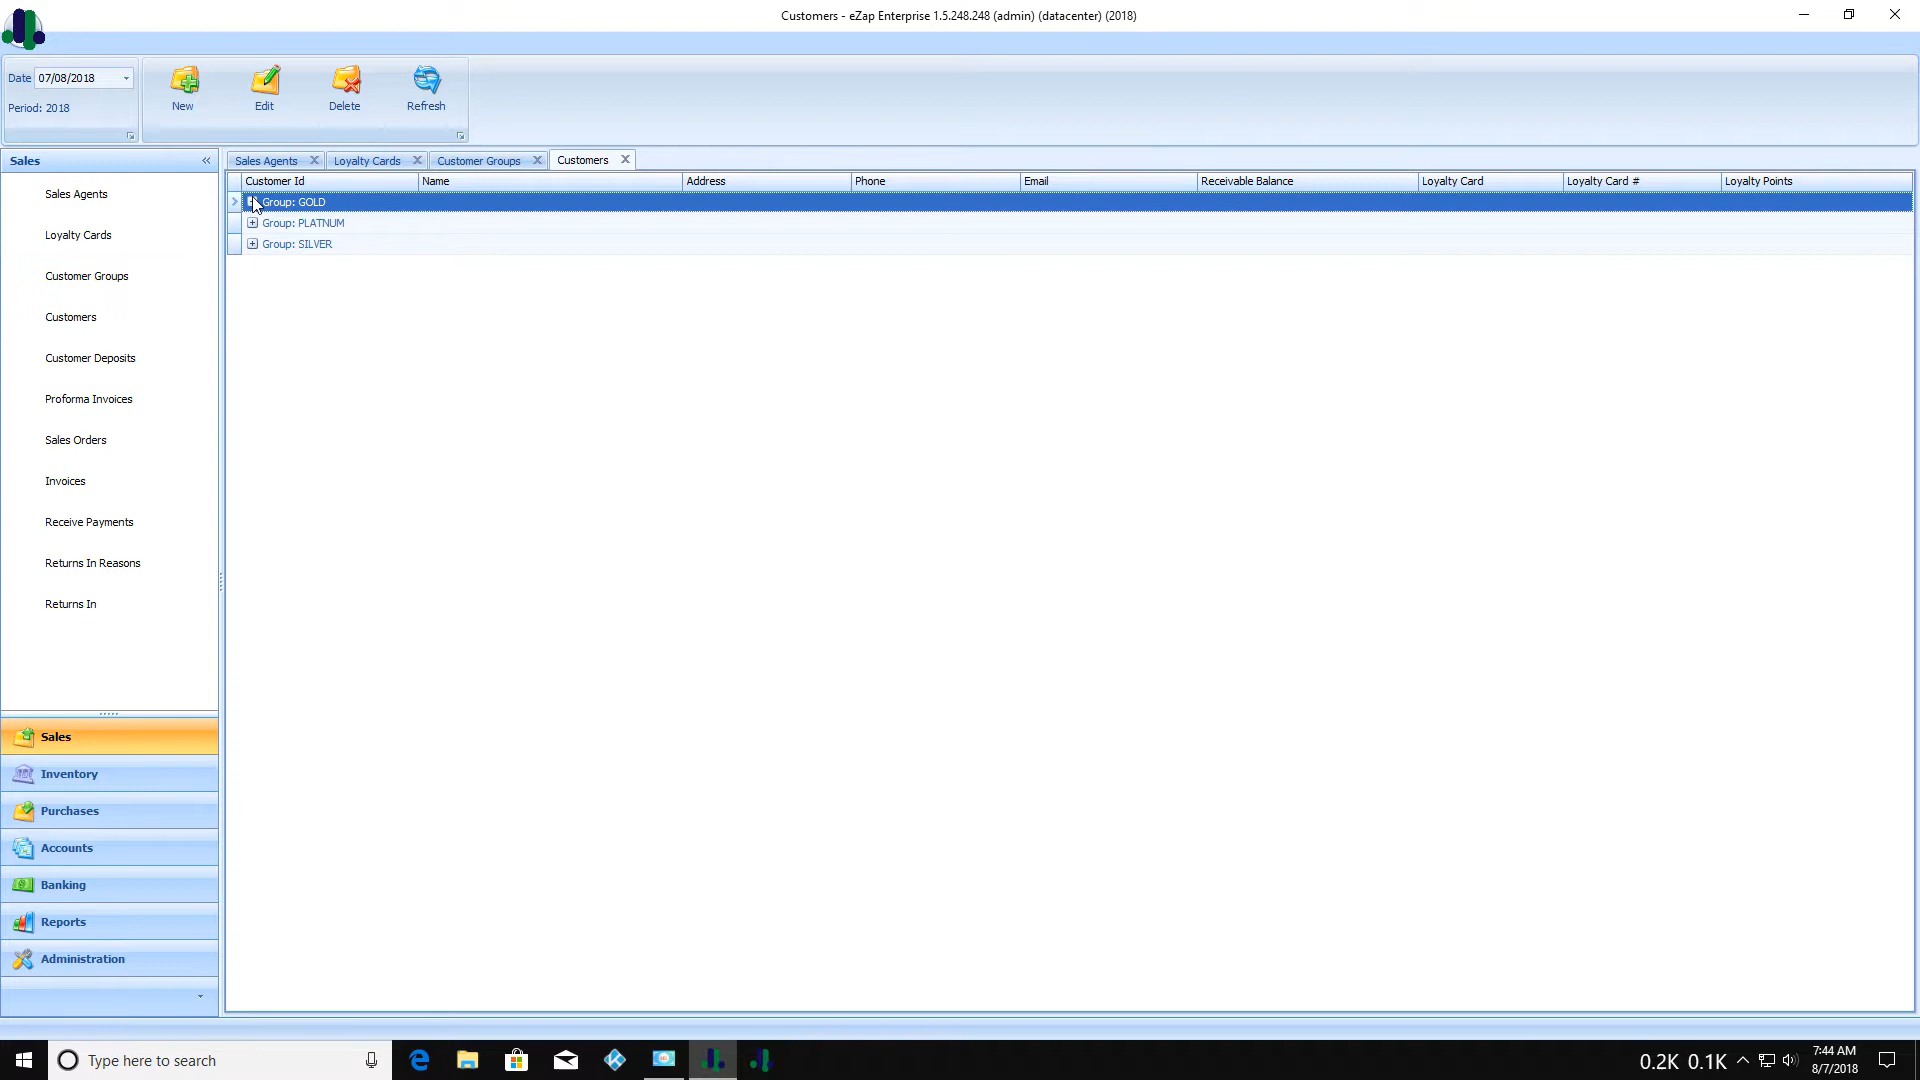 Customers - eZap Enterprise 1.5.248.248 (admin) (datacenter) (2018)
Date 07/08/2018
Period: 2018
New Edit Delete Refresh
Sales
Sales Agents Loyalty Cards Customer Groups Customers
Customer Id Name Address Phone Email Receivable Balance Loyalty Card Loyalty Card # Loyalty Points
Group: GOLD
Group: PLATNUM
Group: SILVER
Sales Agents
Loyalty Cards
Customer Groups
Customers
Customer Deposits
Proforma Invoices
Sales Orders
Invoices
Receive Payments
Returns In Reasons
Returns In
Sales
Inventory
Purchases
Accounts
Banking
Reports
Administration
Type here to search
0.2K 0.1K
7:44 AM
8/7/2018